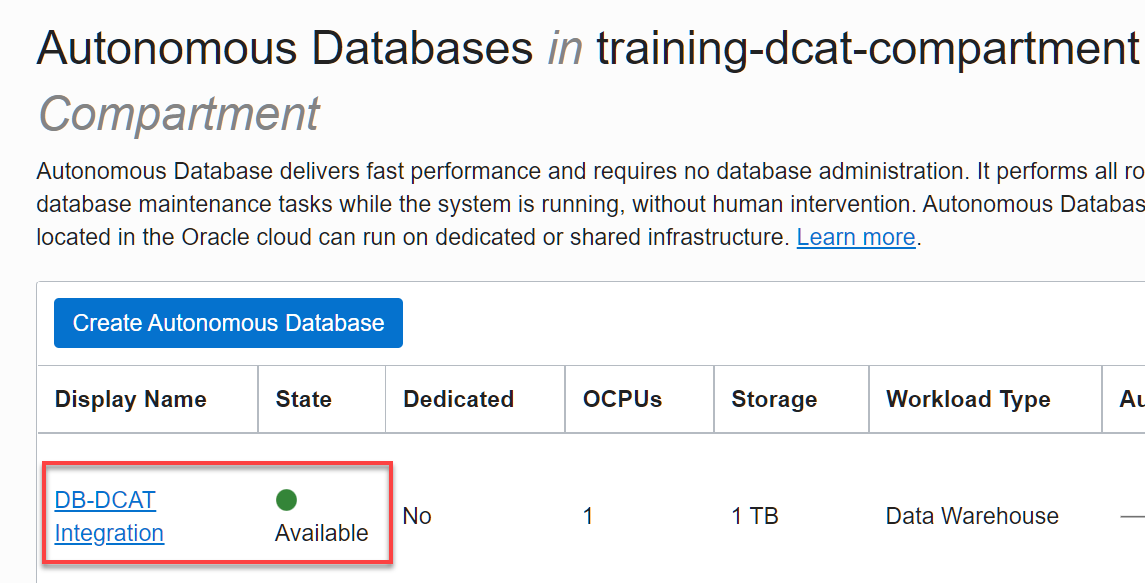 Autonomous Databases in training-dcat-compartment
Compartment
Autonomous Database delivers fast performance and requires no database administration. It performs all ro
database maintenance tasks while the system is running, without human intervention. Autonomous Databas
located in the Oracle cloud can run on dedicated or shared infrastructure. Learn more.
Create Autonomous Database
Display Name State Dedicated OCPUs Storage Workload Type Au
DB-DCAT
Integration Available No 1 1 TB Data Warehouse —